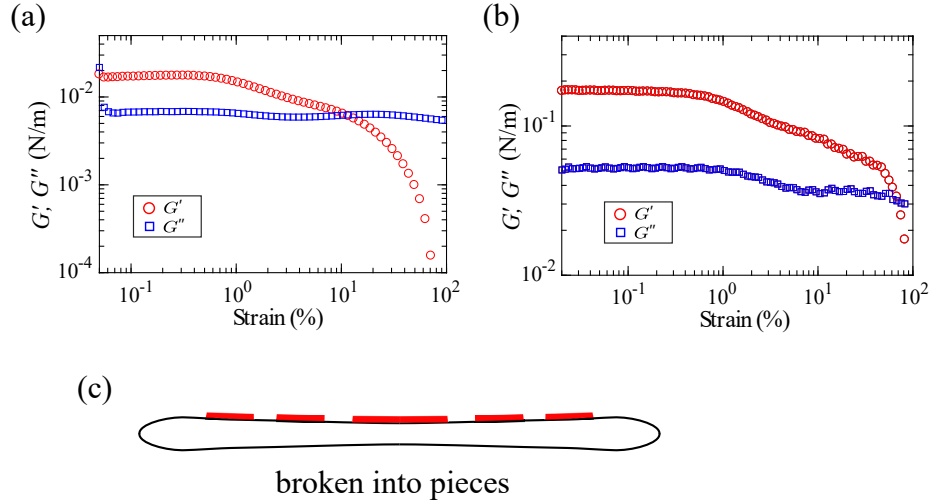 (a)
G′, G″ (N/m)
10⁻²
10⁻³
10⁻⁴
G′
G″
10⁻¹ 10⁰ 10¹ 10²
Strain (%)
(b)
G′, G″ (N/m)
10⁻¹
10⁻²
G′
G″
10⁻¹ 10⁰ 10¹ 10²
Strain (%)
(c)
broken into pieces